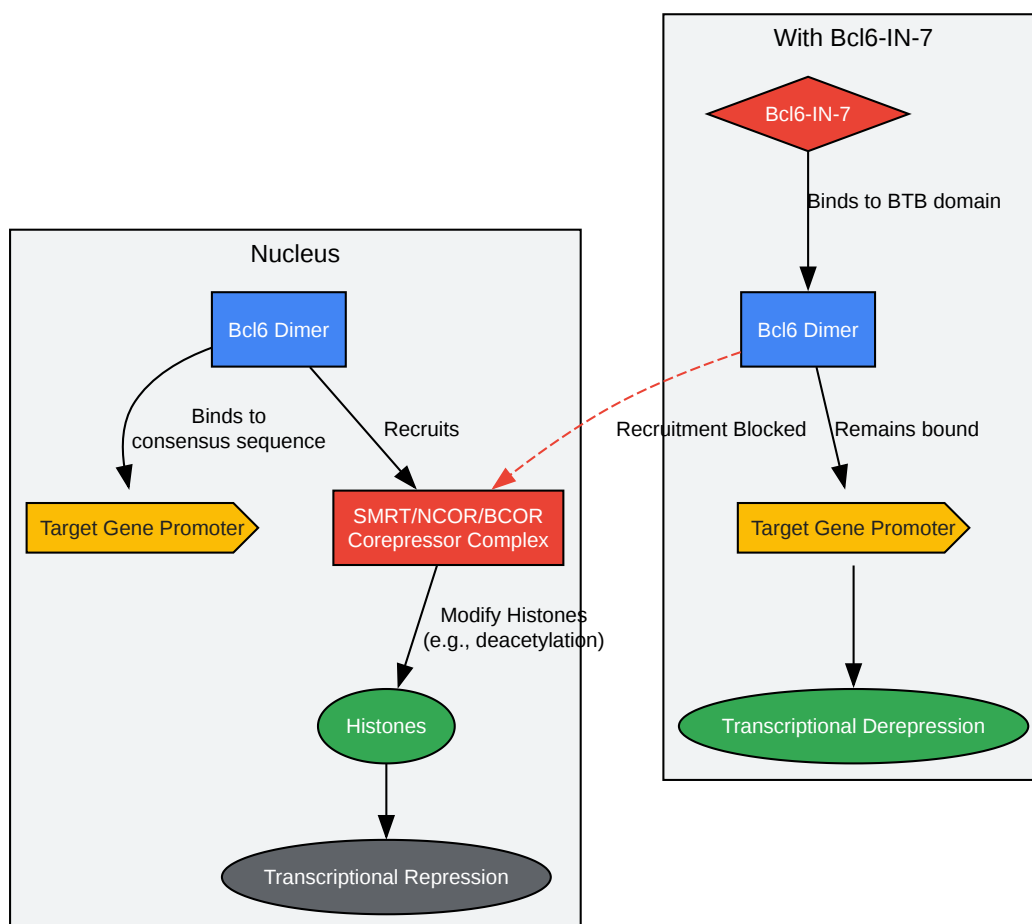 With Bcl6-IN-7
Bcl6-IN-7
Binds to BTB domain
Nucleus
Bcl6 Dimer
Bcl6 Dimer
Binds to
consensus sequence
Recruits
Recruitment Blocked
Remains bound
Target Gene Promoter
SMRT/NCOR/BCOR
Corepressor Complex
Target Gene Promoter
Modify Histones
(e.g., deacetylation)
Histones
Transcriptional Derepression
Transcriptional Repression